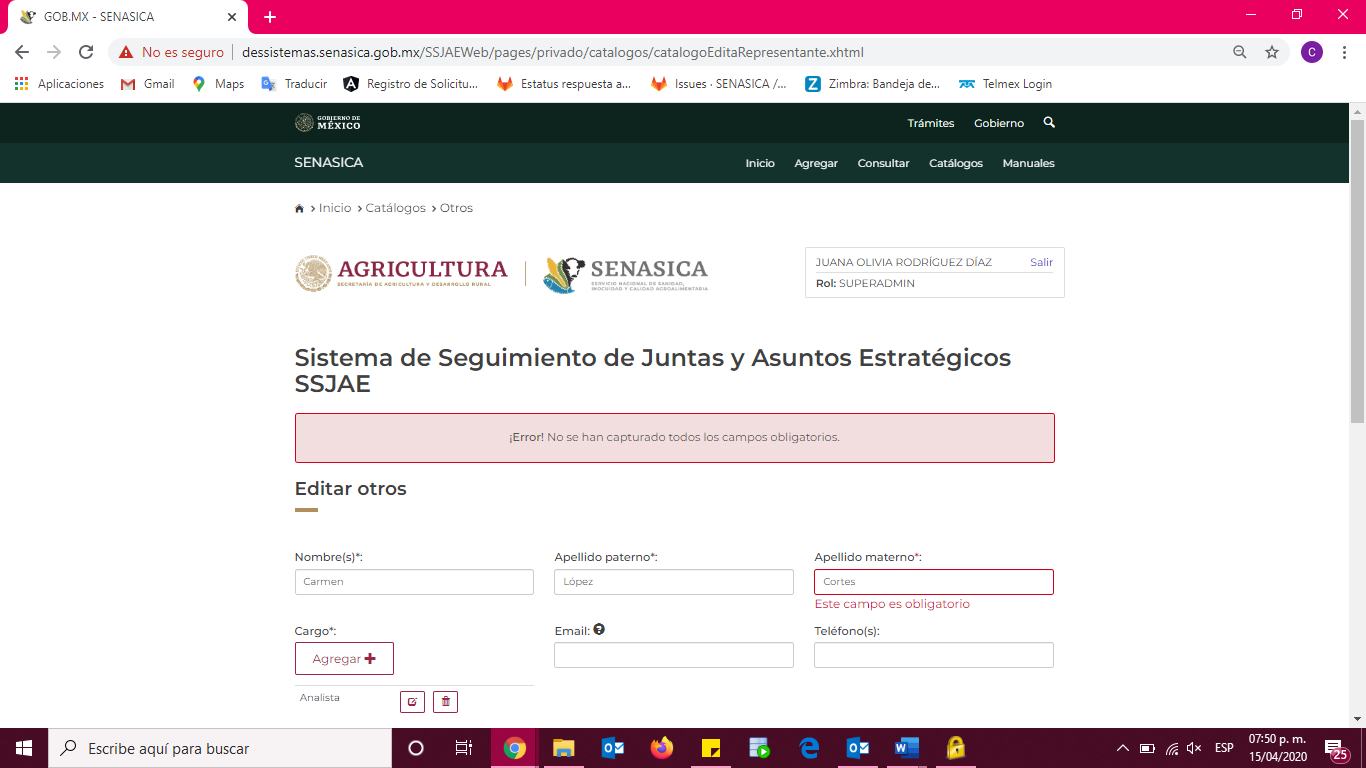 GOB.MX - SENASICA
No es seguro
dessistemas.senasica.gob.mx/SSJAEWeb/pages/privado/catalogos/catalogoEditaRepresentante.xhtml
C
Aplicaciones Gmail Maps Traducir Registro de Solicitu... Estatus respuesta a... Issues · SENASICA /... Zimbra: Bandeja de... Telmex Login
GOBIERNO DE
MÉXICO
Trámites Gobierno
SENASICA
Inicio Agregar Consultar Catálogos Manuales
Inicio Catálogos Otros
AGRICULTURA
SECRETARÍA DE AGRICULTURA Y DESARROLLO RURAL
SENASICA
SERVICIO NACIONAL DE SANIDAD,
INOCUIDAD Y CALIDAD AGROALIMENTARIA
JUANA OLIVIA RODRÍGUEZ DÍAZ Salir
Rol: SUPERADMIN
Sistema de Seguimiento de Juntas y Asuntos Estratégicos
SSJAE
¡Error! No se han capturado todos los campos obligatorios.
Editar otros
Nombre(s)*: Apellido paterno*: Apellido materno*:
Carmen López Cortes
Este campo es obligatorio
Cargo*: Email: Teléfono(s):
Agregar
Analista
Escribe aquí para buscar
ESP
07:50 p. m.
15/04/2020
25